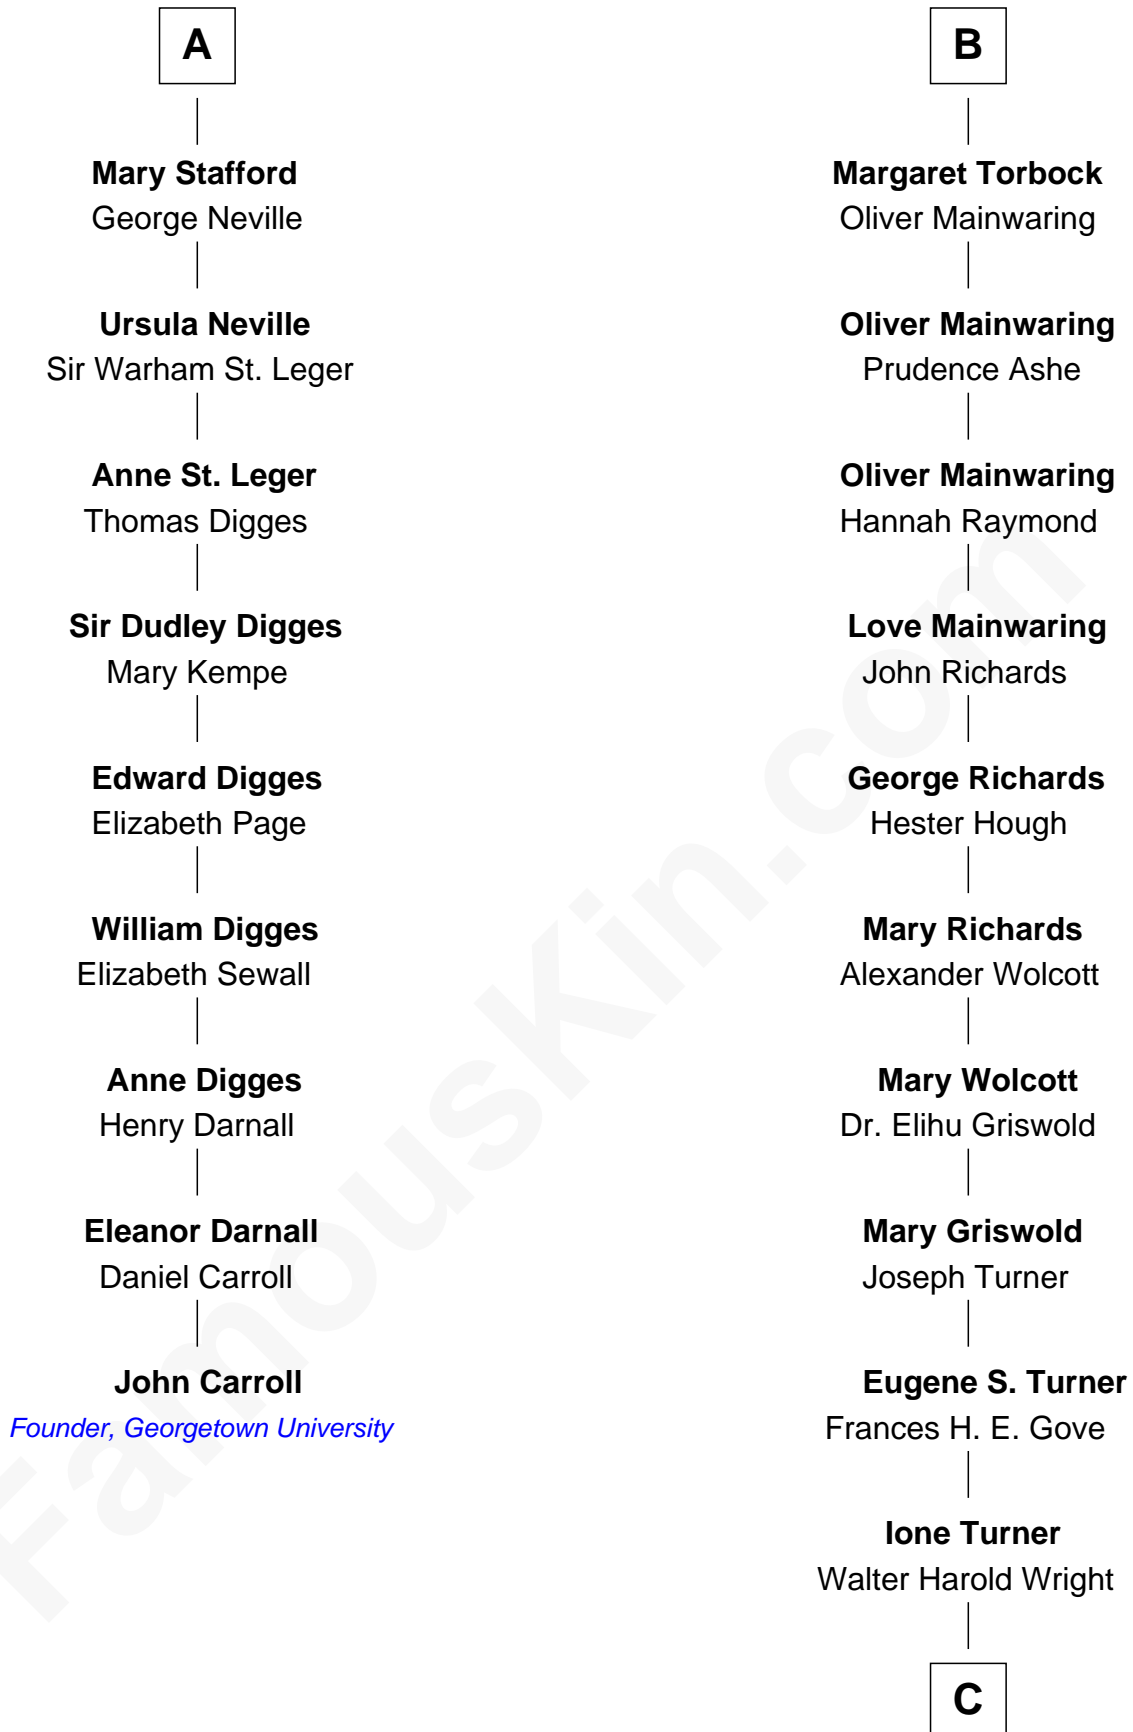 A
Mary Stafford
George Neville
Ursula Neville
Sir Warham St. Leger
Anne St. Leger
Thomas Digges
Sir Dudley Digges
Mary Kempe
Edward Digges
Elizabeth Page
William Digges
Elizabeth Sewall
Anne Digges
Henry Darnall
Eleanor Darnall
Daniel Carroll
John Carroll
Founder, Georgetown University
B
Margaret Torbock
Oliver Mainwaring
Oliver Mainwaring
Prudence Ashe
Oliver Mainwaring
Hannah Raymond
Love Mainwaring
John Richards
George Richards
Hester Hough
Mary Richards
Alexander Wolcott
Mary Wolcott
Dr. Elihu Griswold
Mary Griswold
Joseph Turner
Eugene S. Turner
Frances H. E. Gove
Ione Turner
Walter Harold Wright
C
FamousKin.com